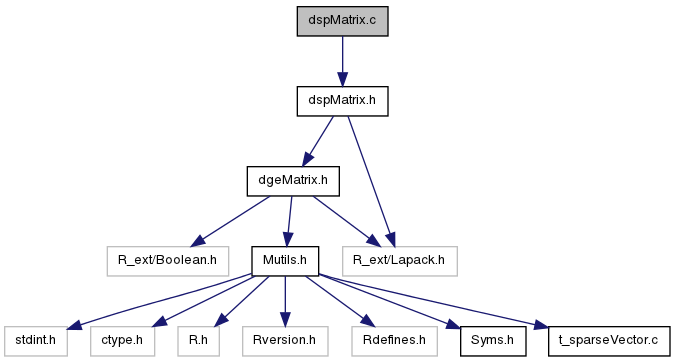 dspMatrix.c
dspMatrix.h
dgeMatrix.h
R_ext/Boolean.h
Mutils.h
R_ext/Lapack.h
stdint.h
ctype.h
R.h
Rversion.h
Rdefines.h
Syms.h
t_sparseVector.c